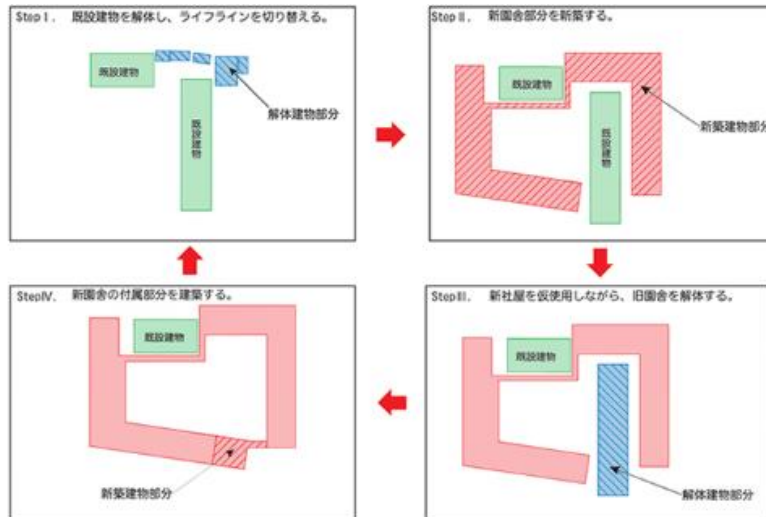 StepⅠ. 既設建物を解体し、ライフラインを切り替える。
既設建物
既設建物
解体建物部分
StepⅡ. 新園舎部分を新築する。
既設建物
既設建物
新築建物部分
StepⅣ. 新園舎の付属部分を建築する。
既設建物
新築建物部分
StepⅢ. 新社屋を仮使用しながら、旧園舎を解体する。
既設建物
解体建物部分